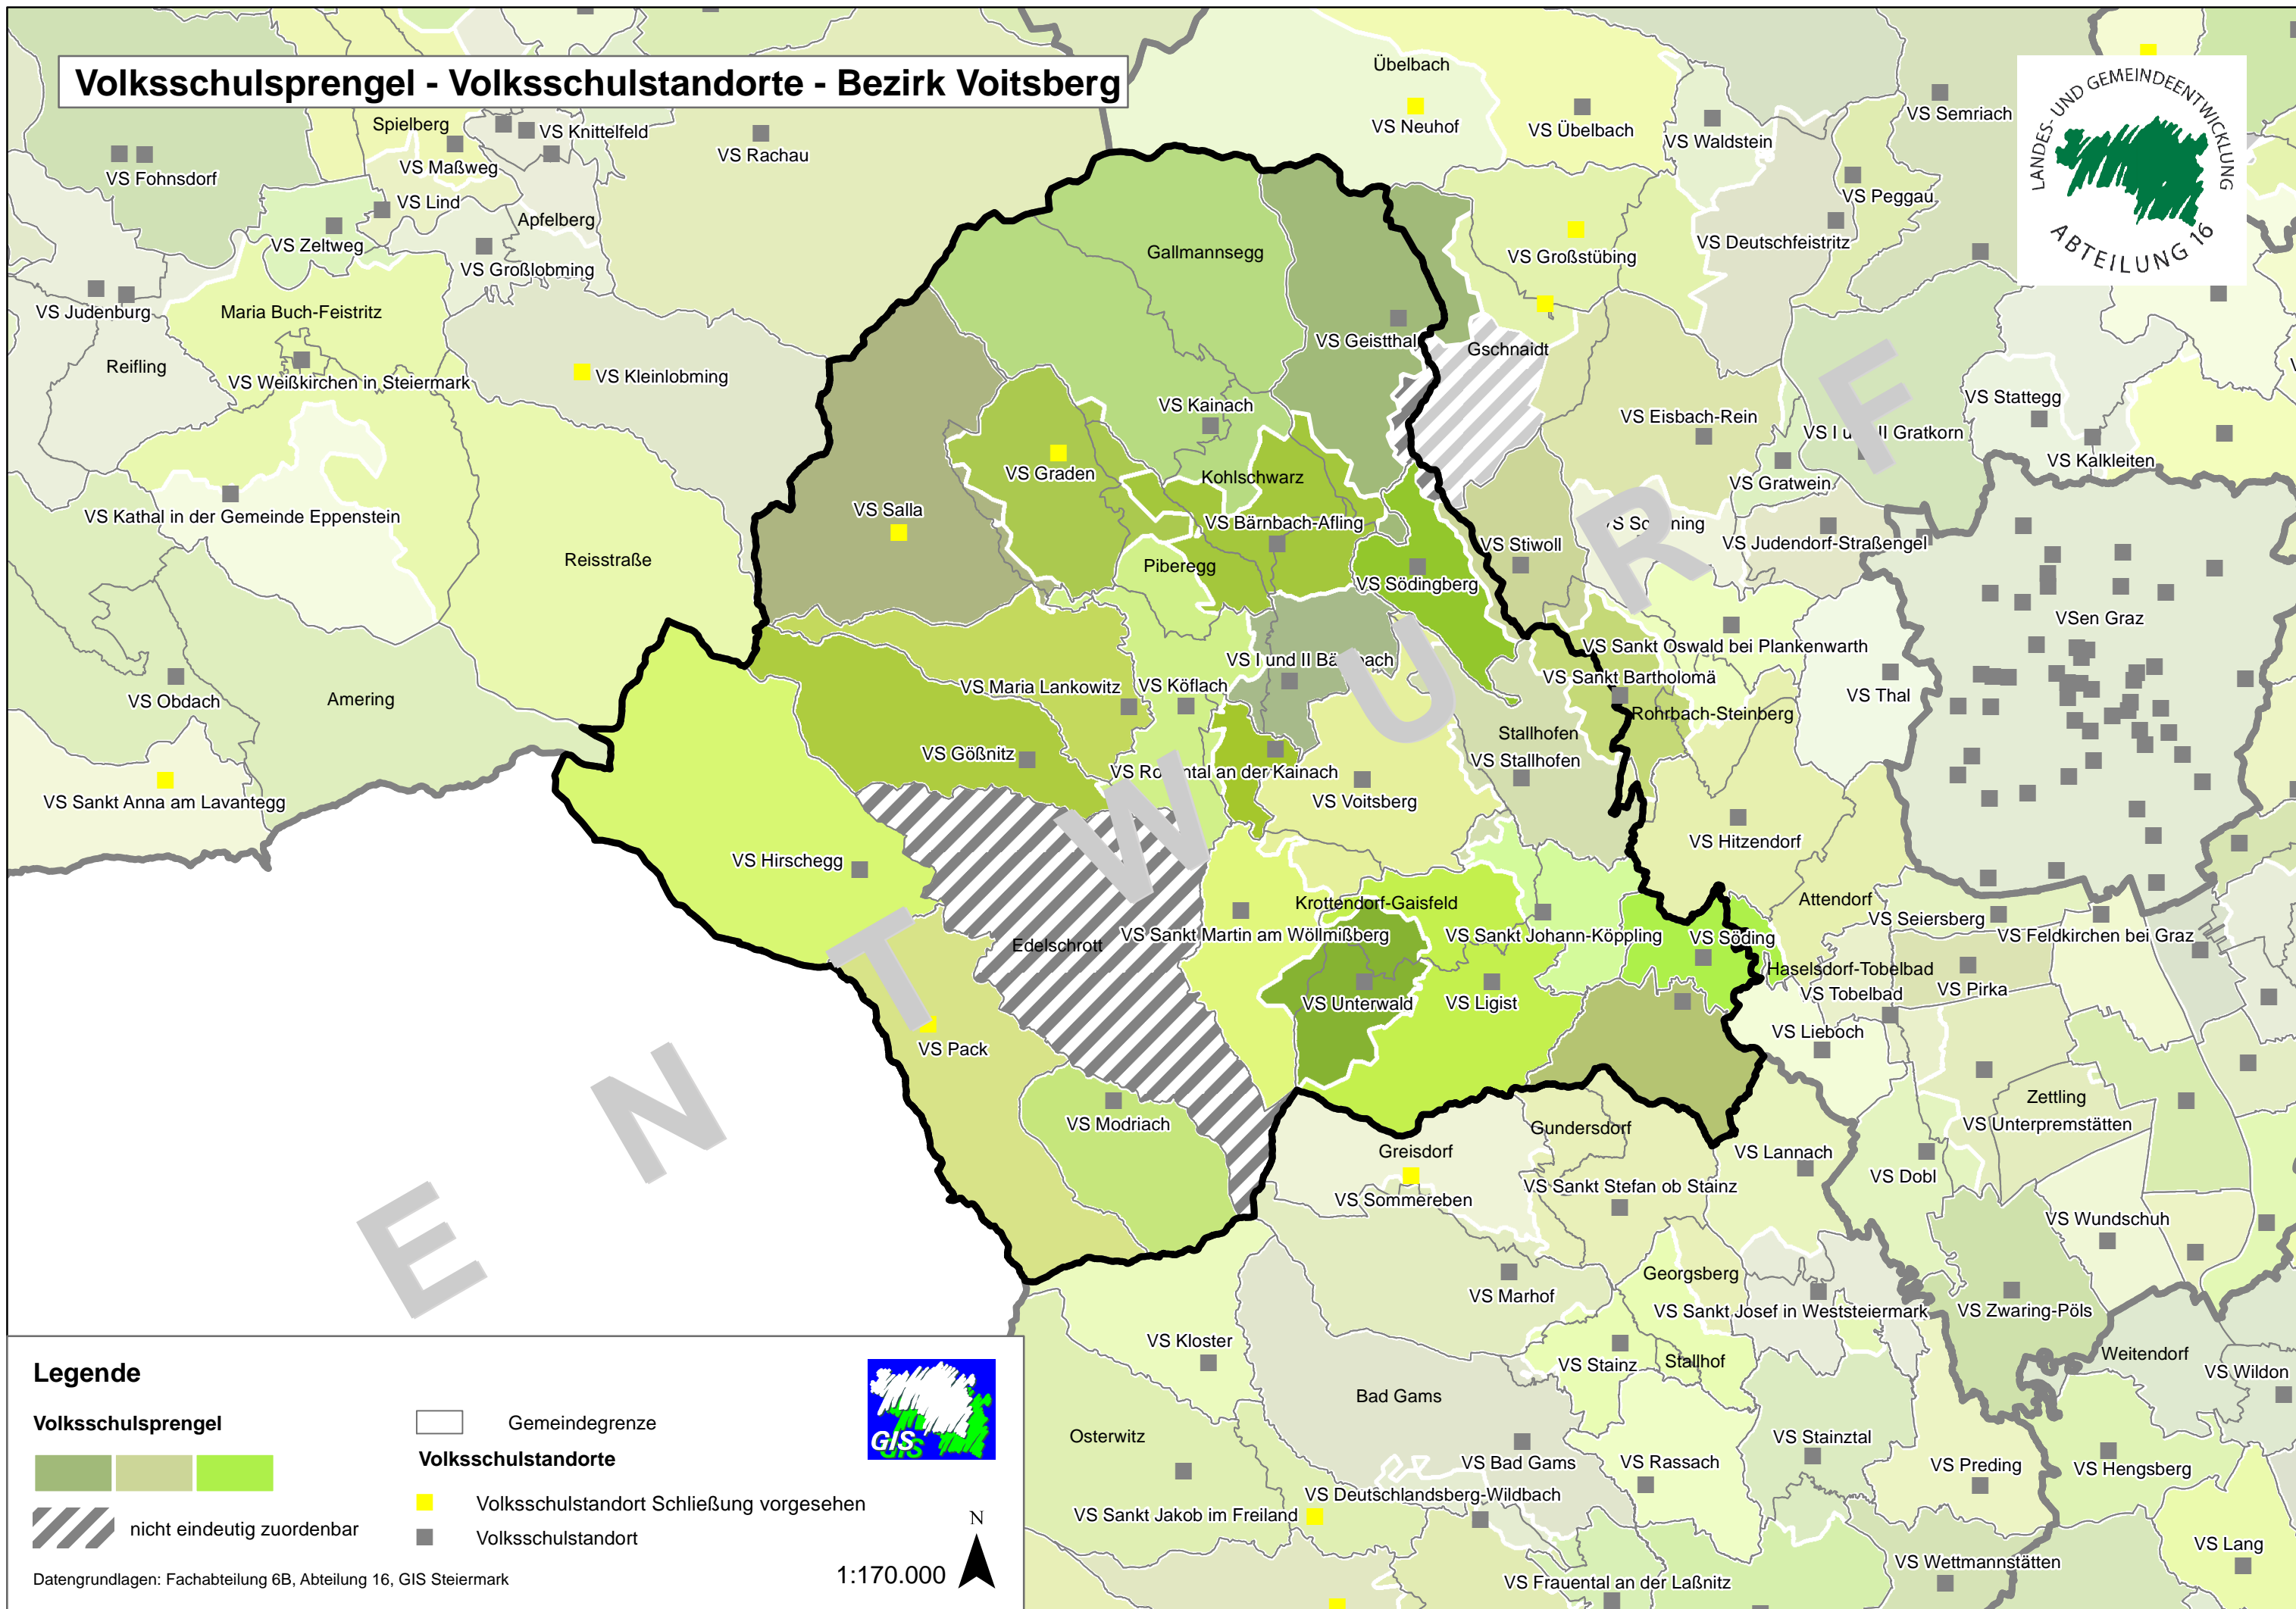 Volksschulsprengel - Volksschulstandorte - Bezirk Voitsberg
LANDES- UND GEMEINDEENTWICKLUNG
ABTEILUNG 16
Übelbach
VS Neuhof
VS Übelbach
VS Waldstein
VS Semriach
Spielberg
VS Knittelfeld
VS Maßweg
VS Rachau
VS Fohnsdorf
VS Lind
VS Peggau
Apfelberg
VS Zeltweg
VS Großlobming
Gallmannsegg
VS Großstübing
VS Deutschfeistritz
VS Judenburg
Maria Buch-Feistritz
VS Geistthal
Gschnaidt
Reifling
VS Weißkirchen in Steiermark
VS Kleinlobming
VS Kainach
VS Eisbach-Rein
VS Stattegg
VS Graden
Kohlschwarz
VS Gratwein
VS Kalkleiten
VS Kathal in der Gemeinde Eppenstein
VS Salla
VS Bärnbach-Afling
VS Stiwoll
VS Judendorf-Straßengel
Reisstraße
Piberegg
VS Södingberg
VSen Graz
VS Sankt Oswald bei Plankenwarth
VS Obdach
Amering
VS Maria Lankowitz
VS Köflach
VS Sankt Bartholomä
VS Thal
Rohrbach-Steinberg
VS Gößnitz
Stallhofen
VS Stallhofen
VS Sankt Anna am Lavantegg
VS Voitsberg
VS Hitzendorf
VS Hirschegg
Krottendorf-Gaisfeld
Attendorf
VS Seiersberg
Edelschrott
VS Sankt Martin am Wöllmißberg
VS Sankt Johann-Köppling
VS Söding
VS Feldkirchen bei Graz
Haselsdorf-Tobelbad
VS Tobelbad
VS Pirka
VS Unterwald
VS Ligist
VS Lieboch
VS Pack
VS Modriach
Zettling
VS Unterpremstätten
Gundersdorf
Greisdorf
VS Lannach
VS Dobl
VS Sommereben
VS Sankt Stefan ob Stainz
VS Wundschuh
Georgsberg
VS Marhof
VS Sankt Josef in Weststeiermark
VS Zwaring-Pöls
VS Kloster
VS Stainz
Stallhof
Weitendorf
VS Wildon
Bad Gams
Osterwitz
VS Stainztal
VS Bad Gams
VS Rassach
VS Preding
VS Hengsberg
VS Deutschlandsberg-Wildbach
VS Sankt Jakob im Freiland
VS Lang
VS Wettmannstätten
VS Frauental an der Laßnitz
ENTWURF
Legende
Volksschulsprengel
nicht eindeutig zuordenbar
Gemeindegrenze
Volksschulstandorte
Volksschulstandort Schließung vorgesehen
Volksschulstandort
GIS
N
1:170.000
Datengrundlagen: Fachabteilung 6B, Abteilung 16, GIS Steiermark